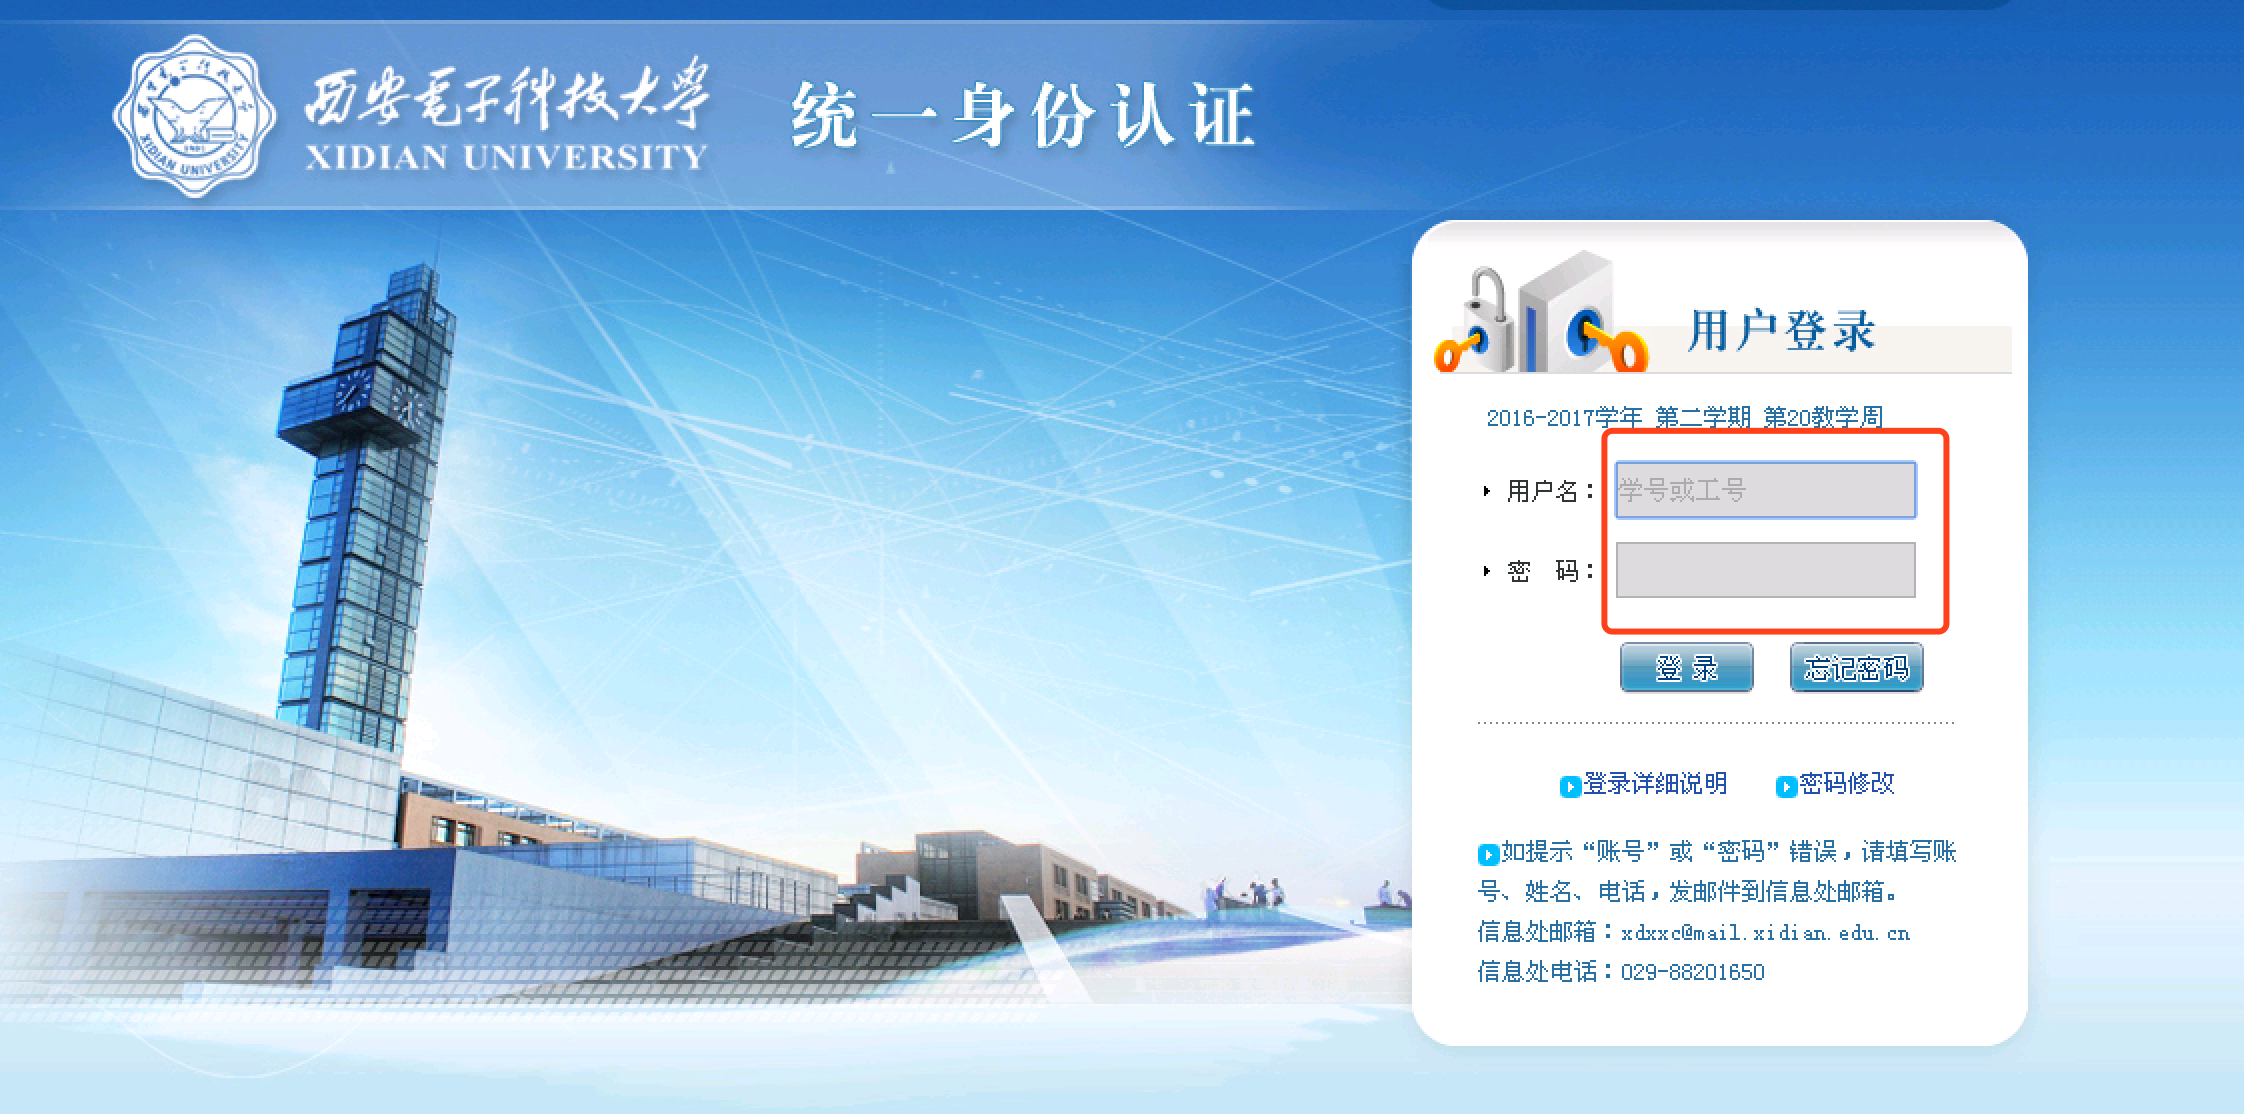 西安電子科技大學
XIDIAN UNIVERSITY
统一身份认证
XIDIAN UNIVERSITY
用户登录
2016-2017学年 第二学期 第20教学周
用户名：
学号或工号
密 码：
登 录
忘记密码
登录详细说明
密码修改
如提示“账号”或“密码”错误，请填写账
号、姓名、电话，发邮件到信息处邮箱。
信息处邮箱：xdxxc@mail.xidian.edu.cn
信息处电话：029-88201650